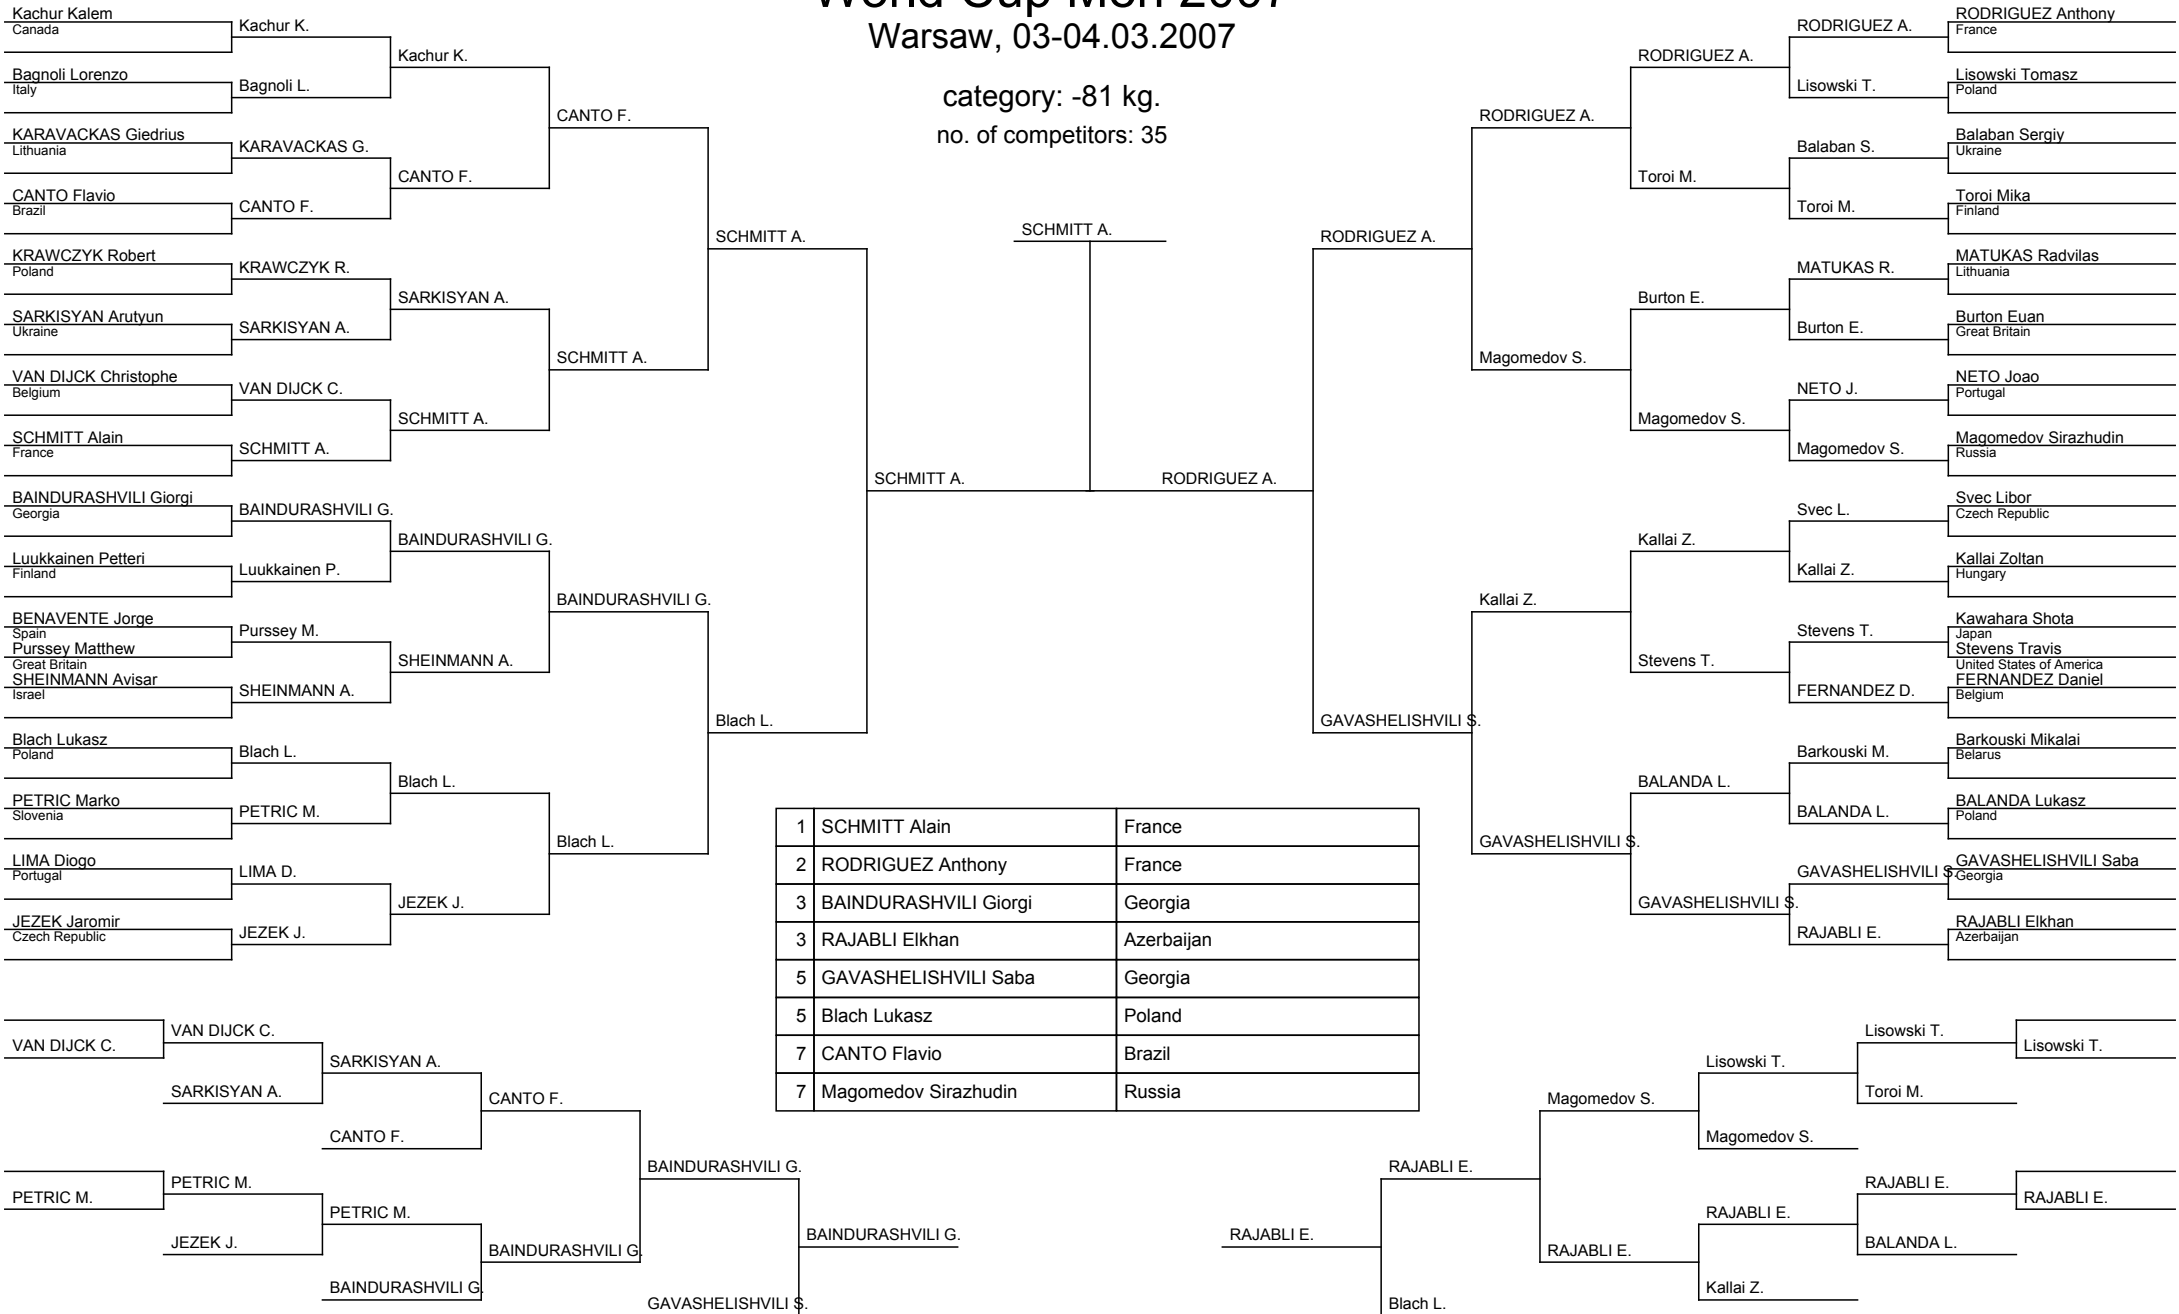 World Cup Men 2007
Warsaw, 03-04.03.2007
category: -81 kg.
no. of competitors: 35
Kachur Kalem
Canada
Bagnoli Lorenzo
Italy
KARAVACKAS Giedrius
Lithuania
CANTO Flavio
Brazil
KRAWCZYK Robert
Poland
SARKISYAN Arutyun
Ukraine
VAN DIJCK Christophe
Belgium
SCHMITT Alain
France
BAINDURASHVILI Giorgi
Georgia
Luukkainen Petteri
Finland
BENAVENTE Jorge
Spain
Purssey Matthew
Great Britain
SHEINMANN Avisar
Israel
Blach Lukasz
Poland
PETRIC Marko
Slovenia
LIMA Diogo
Portugal
JEZEK Jaromir
Czech Republic
Kachur K.
Bagnoli L.
KARAVACKAS G.
CANTO F.
KRAWCZYK R.
SARKISYAN A.
VAN DIJCK C.
SCHMITT A.
BAINDURASHVILI G.
Luukkainen P.
Purssey M.
SHEINMANN A.
Blach L.
PETRIC M.
LIMA D.
JEZEK J.
Kachur K.
CANTO F.
SARKISYAN A.
SCHMITT A.
BAINDURASHVILI G.
SHEINMANN A.
Blach L.
JEZEK J.
CANTO F.
SCHMITT A.
BAINDURASHVILI G.
Blach L.
SCHMITT A.
Blach L.
SCHMITT A.
SCHMITT A.
RODRIGUEZ A.
RODRIGUEZ A.
GAVASHELISHVILI S.
RODRIGUEZ A.
Magomedov S.
Kallai Z.
GAVASHELISHVILI S.
RODRIGUEZ A.
Toroi M.
Burton E.
Magomedov S.
Kallai Z.
Stevens T.
BALANDA L.
GAVASHELISHVILI S.
RODRIGUEZ A.
Lisowski T.
Balaban S.
Toroi M.
MATUKAS R.
Burton E.
NETO J.
Magomedov S.
Svec L.
Kallai Z.
Stevens T.
FERNANDEZ D.
Barkouski M.
BALANDA L.
GAVASHELISHVILI S.
RAJABLI E.
RODRIGUEZ Anthony
France
Lisowski Tomasz
Poland
Balaban Sergiy
Ukraine
Toroi Mika
Finland
MATUKAS Radvilas
Lithuania
Burton Euan
Great Britain
NETO Joao
Portugal
Magomedov Sirazhudin
Russia
Svec Libor
Czech Republic
Kallai Zoltan
Hungary
Kawahara Shota
Japan
Stevens Travis
United States of America
FERNANDEZ Daniel
Belgium
Barkouski Mikalai
Belarus
BALANDA Lukasz
Poland
GAVASHELISHVILI Saba
Georgia
RAJABLI Elkhan
Azerbaijan
1 SCHMITT Alain France
2 RODRIGUEZ Anthony France
3 BAINDURASHVILI Giorgi Georgia
3 RAJABLI Elkhan Azerbaijan
5 GAVASHELISHVILI Saba Georgia
5 Blach Lukasz Poland
7 CANTO Flavio Brazil
7 Magomedov Sirazhudin Russia
VAN DIJCK C.
PETRIC M.
VAN DIJCK C.
SARKISYAN A.
PETRIC M.
JEZEK J.
SARKISYAN A.
CANTO F.
PETRIC M.
BAINDURASHVILI G.
CANTO F.
BAINDURASHVILI G.
BAINDURASHVILI G.
GAVASHELISHVILI S.
BAINDURASHVILI G.
RAJABLI E.
RAJABLI E.
Blach L.
Magomedov S.
RAJABLI E.
Lisowski T.
Magomedov S.
RAJABLI E.
Kallai Z.
Lisowski T.
Toroi M.
RAJABLI E.
BALANDA L.
Lisowski T.
RAJABLI E.